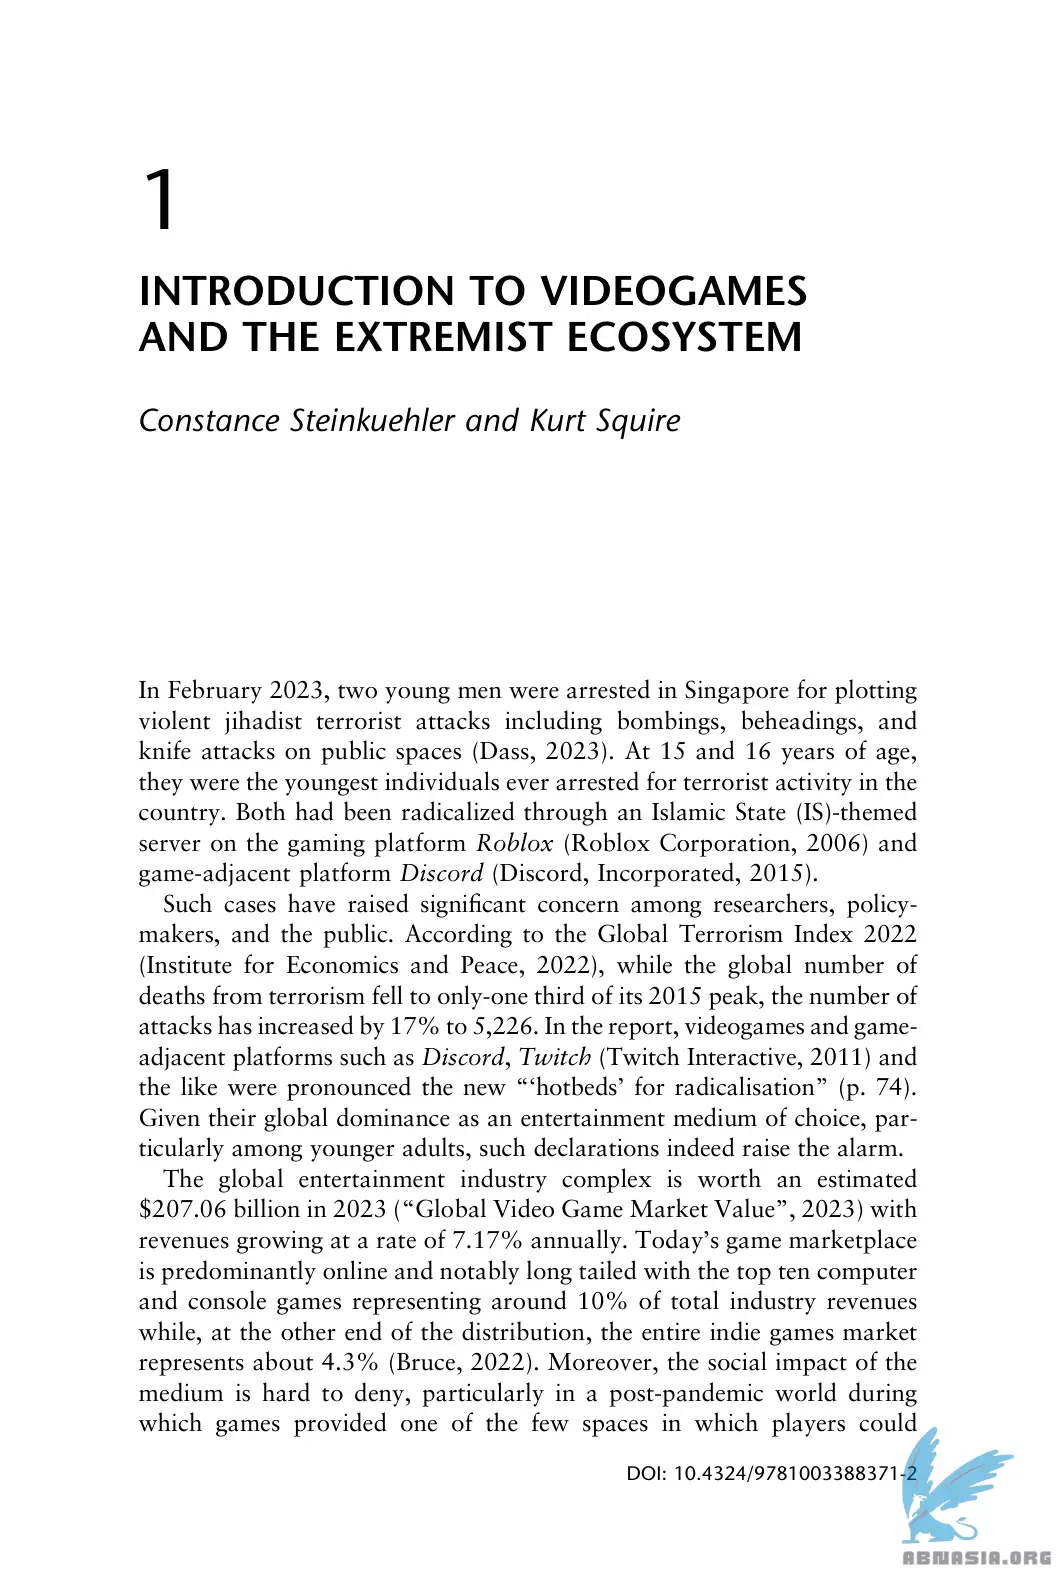 1
INTRODUCTION TO VIDEOGAMES
AND THE EXTREMIST ECOSYSTEM
Constance Steinkuehler and Kurt Squire
In February 2023, two young men were arrested in Singapore for plotting
violent jihadist terrorist attacks including bombings, beheadings, and
knife attacks on public spaces (Dass, 2023). At 15 and 16 years of age,
they were the youngest individuals ever arrested for terrorist activity in the
country. Both had been radicalized through an Islamic State (IS)-themed
server on the gaming platform Roblox (Roblox Corporation, 2006) and
game-adjacent platform Discord (Discord, Incorporated, 2015).
Such cases have raised significant concern among researchers, policy-
makers, and the public. According to the Global Terrorism Index 2022
(Institute for Economics and Peace, 2022), while the global number of
deaths from terrorism fell to only-one third of its 2015 peak, the number of
attacks has increased by 17% to 5,226. In the report, videogames and game-
adjacent platforms such as Discord, Twitch (Twitch Interactive, 2011) and
the like were pronounced the new “‘hotbeds’ for radicalisation” (p. 74).
Given their global dominance as an entertainment medium of choice, par-
ticularly among younger adults, such declarations indeed raise the alarm.
The global entertainment industry complex is worth an estimated
$207.06 billion in 2023 (“Global Video Game Market Value”, 2023) with
revenues growing at a rate of 7.17% annually. Today’s game marketplace
is predominantly online and notably long tailed with the top ten computer
and console games representing around 10% of total industry revenues
while, at the other end of the distribution, the entire indie games market
represents about 4.3% (Bruce, 2022). Moreover, the social impact of the
medium is hard to deny, particularly in a post-pandemic world during
which games provided one of the few spaces in which players could
DOI: 10.4324/9781003388371-2
ABNASIA.ORG